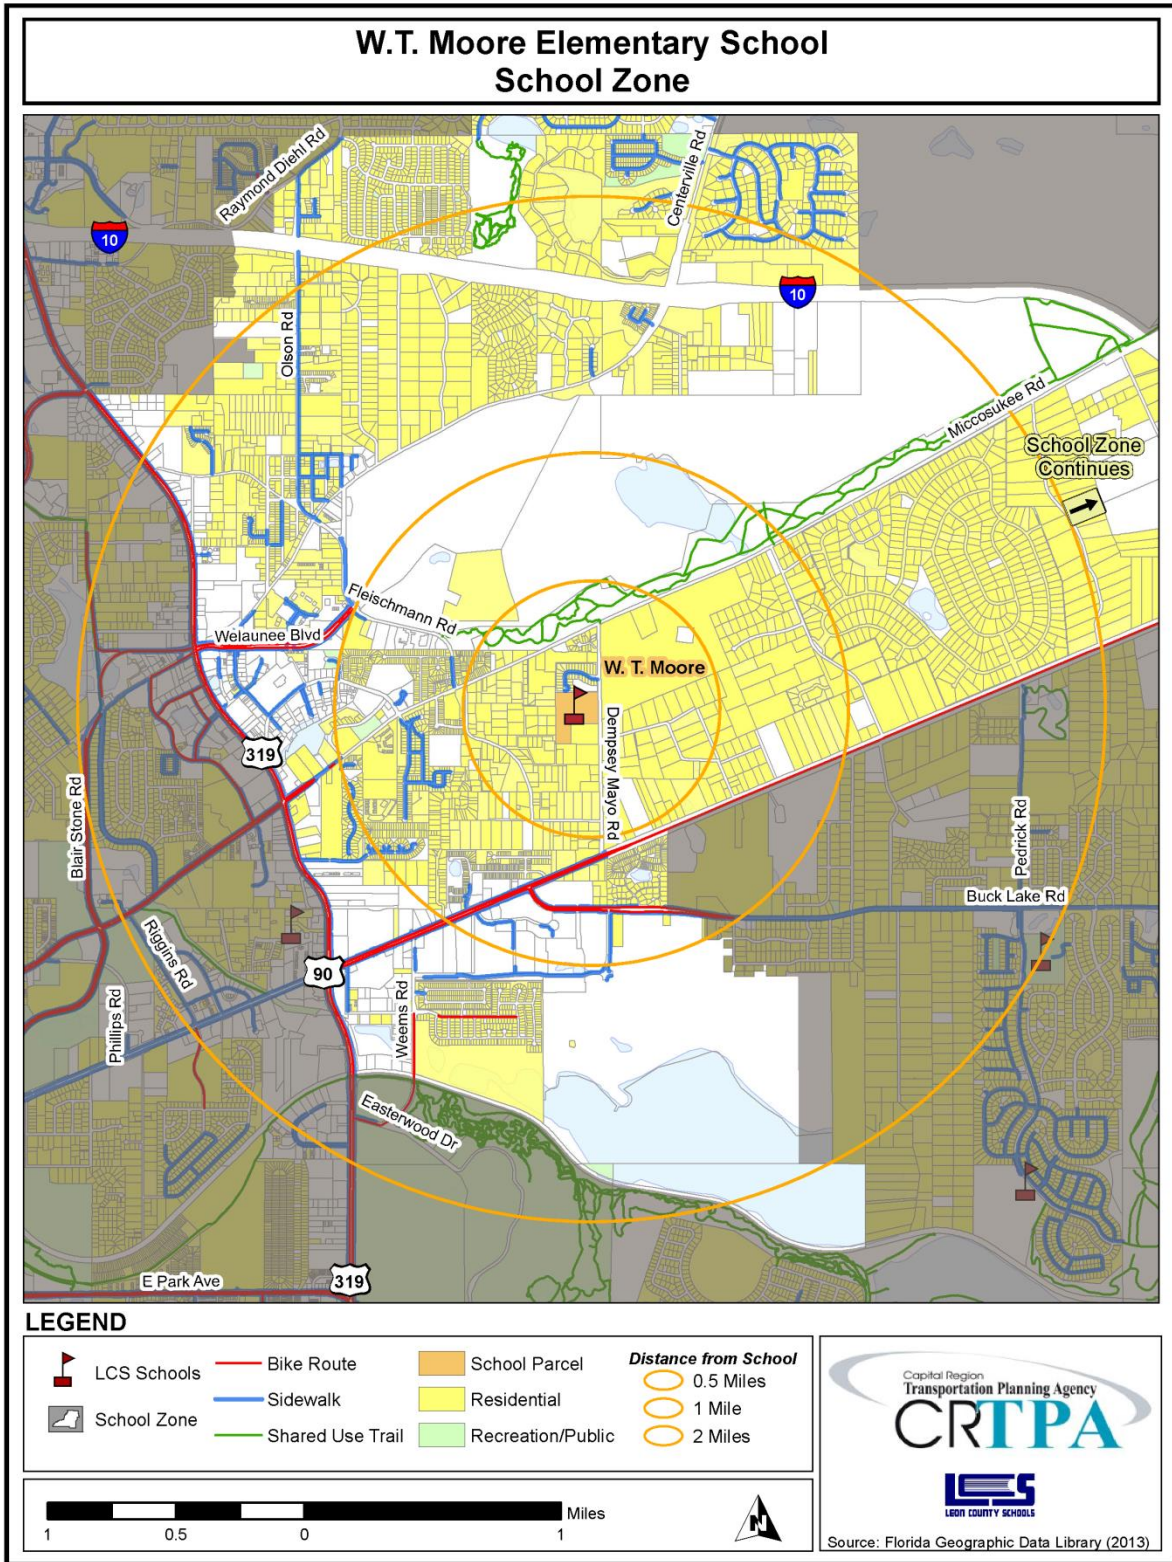 W.T. Moore Elementary School
School Zone
Raymond Diehl Rd
Centerville Rd
10
10
Olson Rd
Miccosukee Rd
School Zone
Continues
Fleischmann Rd
Welaunee Blvd
W. T. Moore
319
Dempsey Mayo Rd
Blair Stone Rd
Pedrick Rd
Buck Lake Rd
Riggins Rd
90
Weems Rd
Phillips Rd
Easterwood Dr
E Park Ave
319
LEGEND
LCS Schools
School Zone
Bike Route
Sidewalk
Shared Use Trail
School Parcel
Residential
Recreation/Public
Distance from School
0.5 Miles
1 Mile
2 Miles
Capital Region
Transportation Planning Agency
CRTPA
LCS
LEON COUNTY SCHOOLS
Miles
1 0.5 0 1
N
Source: Florida Geographic Data Library (2013)